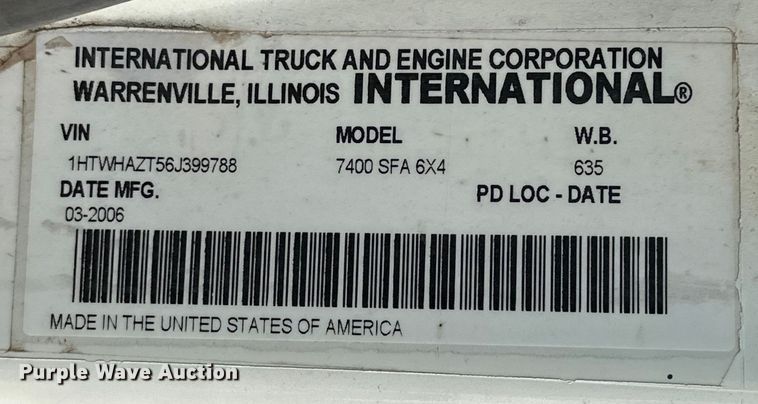 INTERNATIONAL TRUCK AND ENGINE CORPORATION
WARRENVILLE, ILLINOIS INTERNATIONAL®
VIN MODEL W.B.
1HTWHAZT56J399788 7400 SFA 6X4 635
DATE MFG. PD LOC - DATE
03-2006
MADE IN THE UNITED STATES OF AMERICA
Purple Wave Auction